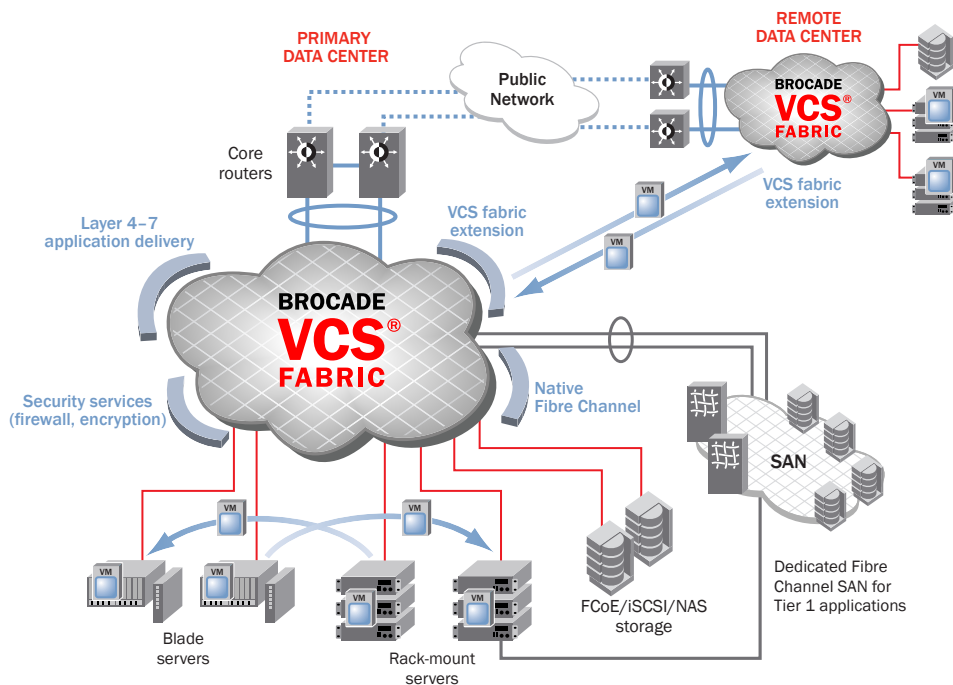 PRIMARY
DATA CENTER
REMOTE
DATA CENTER
Public
Network
BROCADE
VCS®
FABRIC
VM
VM
Core
routers
VCS fabric
extension
VM
VM
VCS fabric
extension
Layer 4–7
application delivery
BROCADE
VCS®
FABRIC
Security services
(firewall, encryption)
Native
Fibre Channel
SAN
VM
VM
VM
VM
VM
VM
Blade
servers
Rack-mount
servers
FCoE/iSCSI/NAS
storage
Dedicated Fibre
Channel SAN for
Tier 1 applications